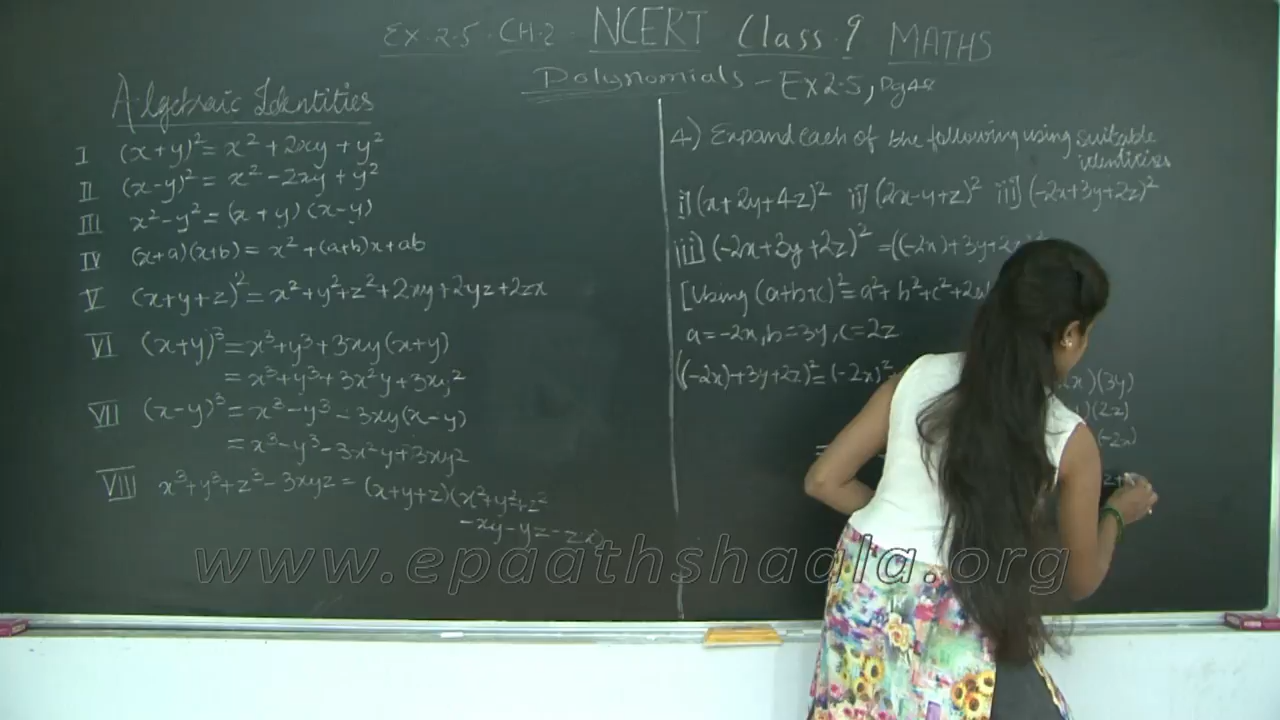 Ex. 2.5. CH.2. NCERT Class.9 MATHS
Polynomials - Ex 2.5, Pg 48
Algebraic Identities
I (x+y)² = x² + 2xy + y²
II (x-y)² = x² - 2xy + y²
III x² - y² = (x+y)(x-y)
IV (x+a)(x+b) = x² + (a+b)x + ab
V (x+y+z)² = x² + y² + z² + 2xy + 2yz + 2zx
VI (x+y)³ = x³ + y³ + 3xy(x+y)
= x³ + y³ + 3x²y + 3xy²
VII (x-y)³ = x³ - y³ - 3xy(x-y)
= x³ - y³ - 3x²y + 3xy²
VIII x³ + y³ + z³ - 3xyz = (x+y+z)(x² + y² + z²
- xy - yz - zx)
4) Expand each of the following using suitable
identities
i] (x+2y+4z)² ii] (2x-y+z)² iii] (-2x+3y+2z)²
iii] (-2x+3y+2z)² = ((-2x)+3y+2z)²
[Using (a+b+c)² = a² + b² + c² + 2a
a = -2x, b = 3y, c = 2z
((-2x)+3y+2z)² = (-2x)² x)(3y)
)(2z)
(-2x)
=
www.epaathshaala.org